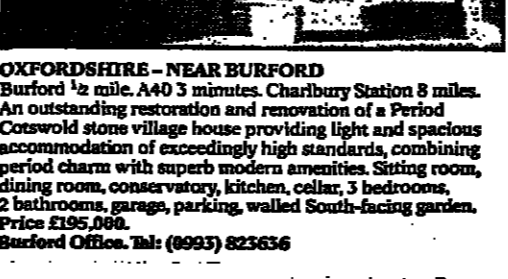 OXFORDSHIRE – NEAR BURFORD
Burford ½ mile. A40 3 minutes. Charlbury Station 8 miles.
An outstanding restoration and renovation of a Period
Cotswold stone village house providing light and spacious
accommodation of exceedingly high standards, combining
period charm with superb modern amenities. Sitting room,
dining room, conservatory, kitchen, cellar, 3 bedrooms,
2 bathrooms, garage, parking, walled South-facing garden.
Price £195,000.
Burford Office. Tel: (0993) 823636